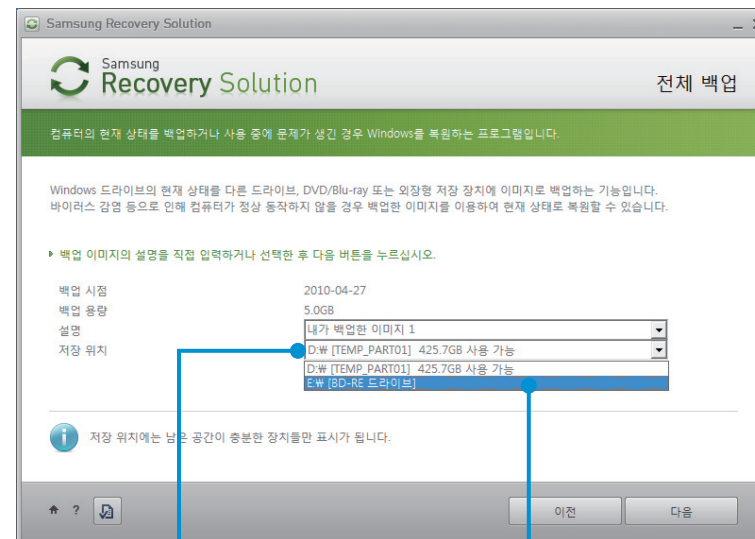 Samsung Recovery Solution
Samsung
Recovery Solution
전체 백업
컴퓨터의 현재 상태를 백업하거나 사용 중에 문제가 생긴 경우 Windows를 복원하는 프로그램입니다.
Windows 드라이브의 현재 상태를 다른 드라이브, DVD/Blu-ray 또는 외장형 저장 장치에 이미지로 백업하는 기능입니다.
바이러스 감염 등으로 인해 컴퓨터가 정상 동작하지 않을 경우 백업한 이미지를 이용하여 현재 상태로 복원할 수 있습니다.
백업 이미지의 설명을 직접 입력하거나 선택한 후 다음 버튼을 누르십시오.
백업 시점 2010-04-27
백업 용량 5.0GB
설명 내가 백업한 이미지 1
저장 위치 D:₩ [TEMP_PART01] 425.7GB 사용 가능
D:₩ [TEMP_PART01] 425.7GB 사용 가능
E:₩ [BD-RE 드라이브]
저장 위치에는 남은 공간이 충분한 장치들만 표시가 됩니다.
? 이전 다음